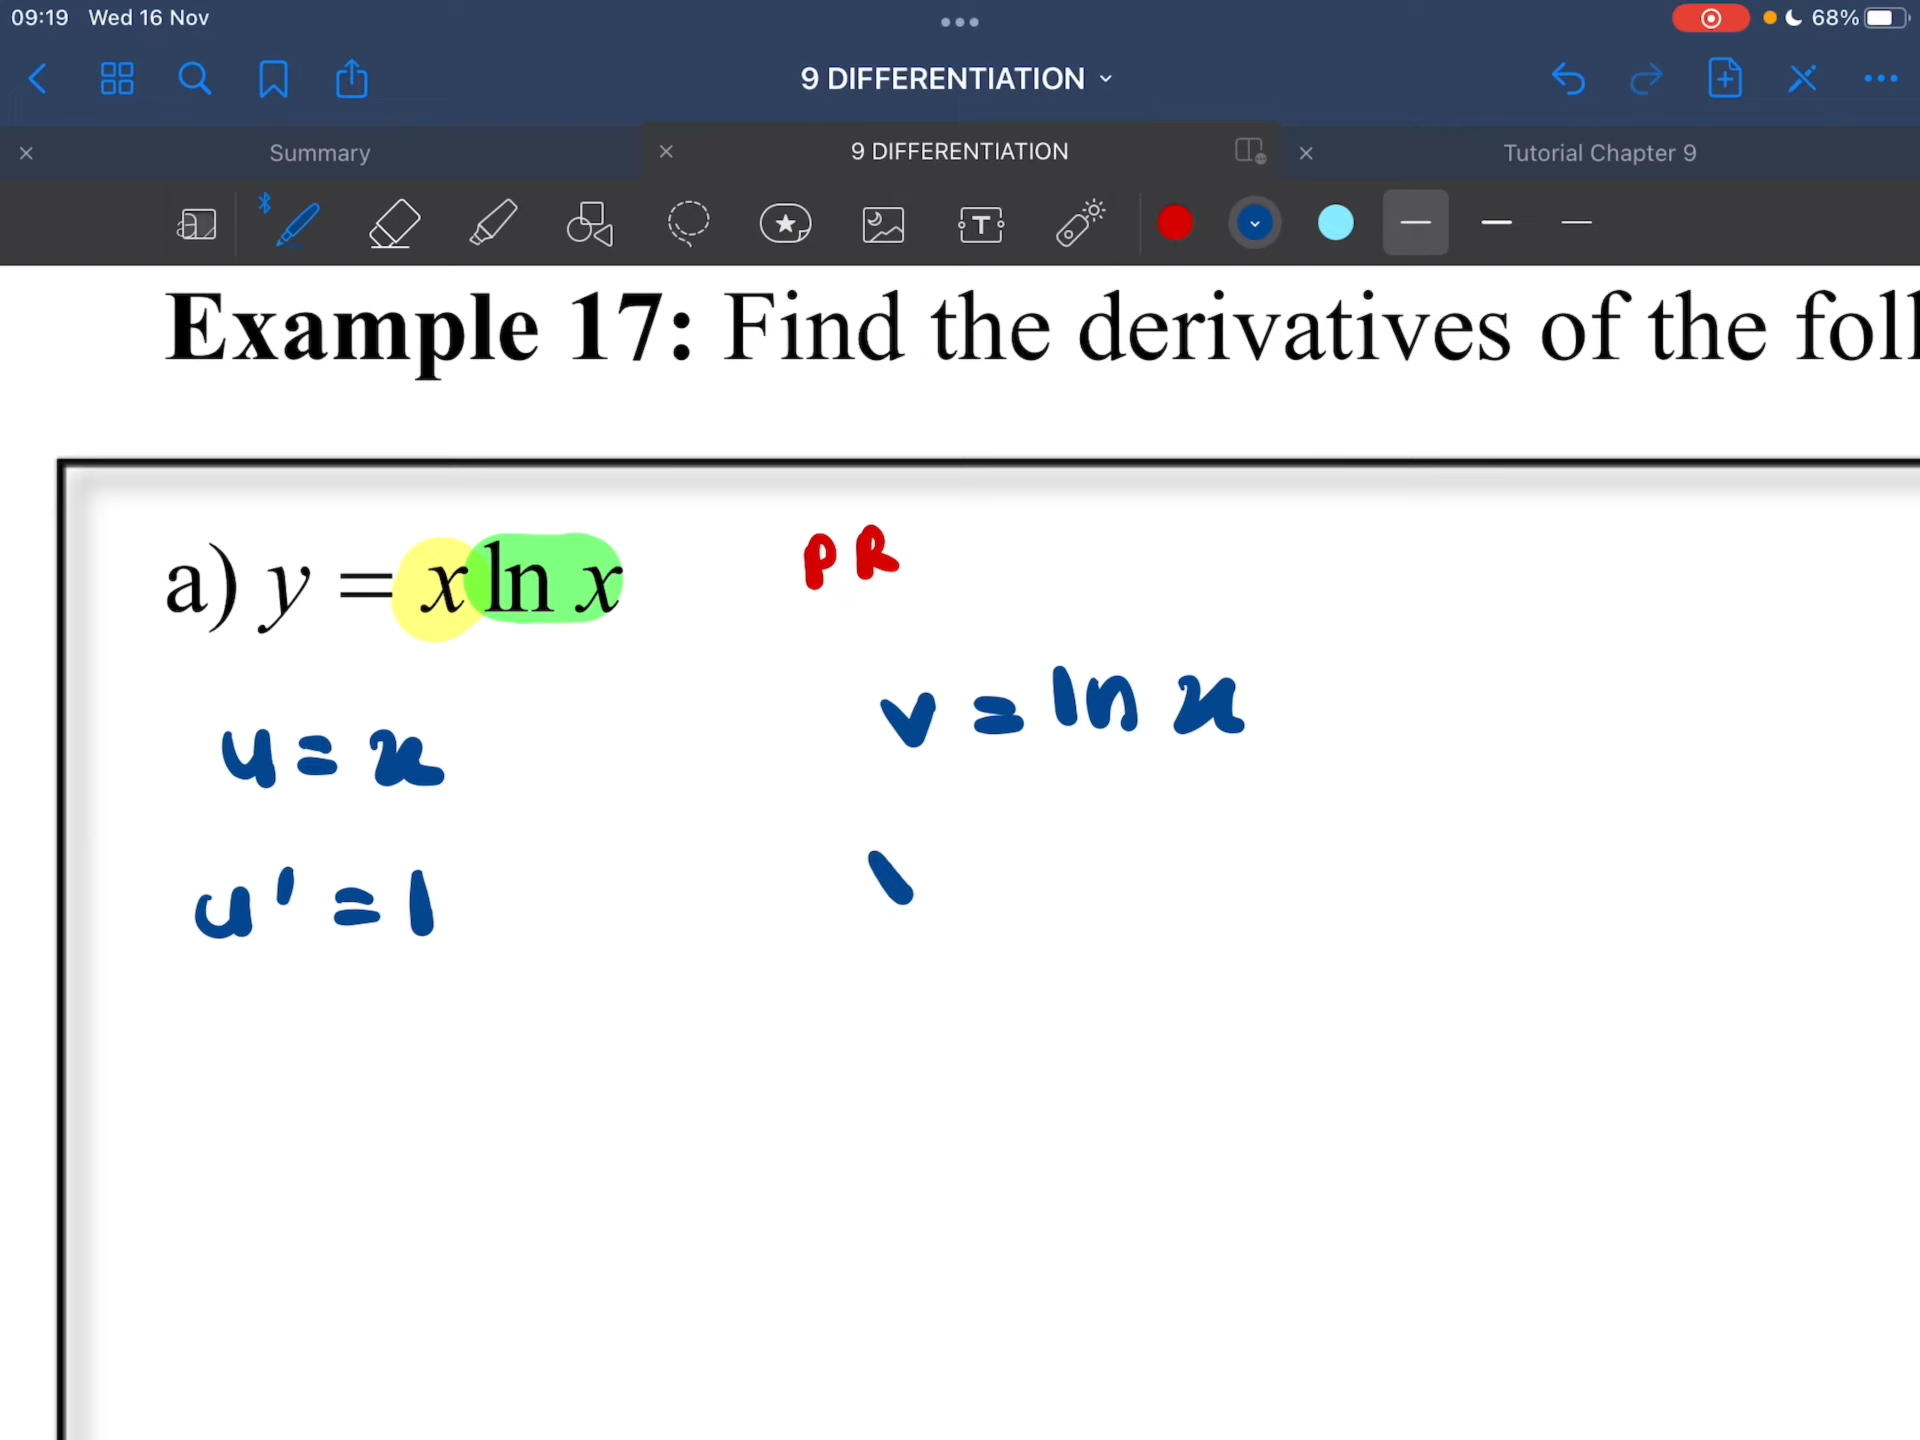 09:19 Wed 16 Nov
68%
9 DIFFERENTIATION
Summary
9 DIFFERENTIATION
Tutorial Chapter 9
Example 17: Find the derivatives of the foll
a) y = x ln x
PR
v = ln x
u = x
u' = 1